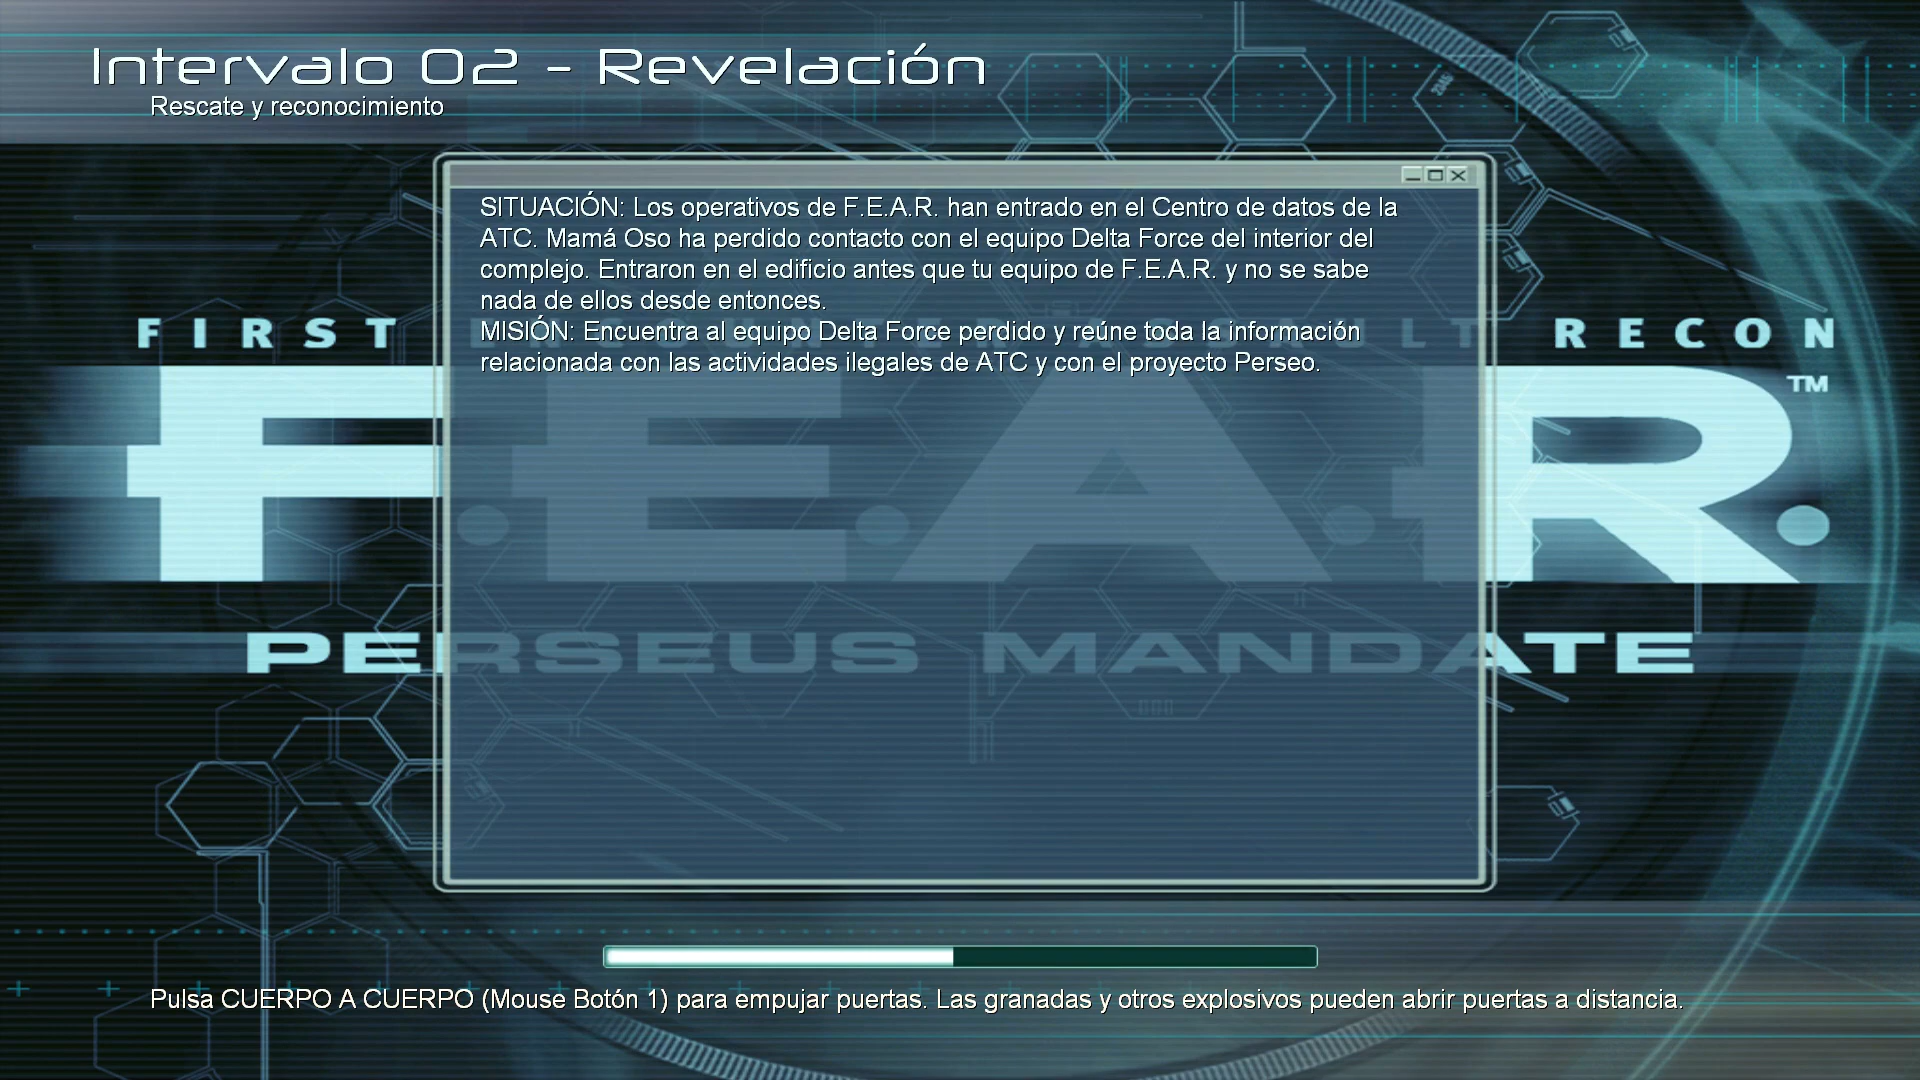 Intervalo 02 - Revelación
Rescate y reconocimiento
SITUACIÓN: Los operativos de F.E.A.R. han entrado en el Centro de datos de la
ATC. Mamá Oso ha perdido contacto con el equipo Delta Force del interior del
complejo. Entraron en el edificio antes que tu equipo de F.E.A.R. y no se sabe
nada de ellos desde entonces.
MISIÓN: Encuentra al equipo Delta Force perdido y reúne toda la información
relacionada con las actividades ilegales de ATC y con el proyecto Perseo.
FIRST ASSAULT RECON
F.E.A.R.™
PERSEUS MANDATE
Pulsa CUERPO A CUERPO (Mouse Botón 1) para empujar puertas. Las granadas y otros explosivos pueden abrir puertas a distancia.